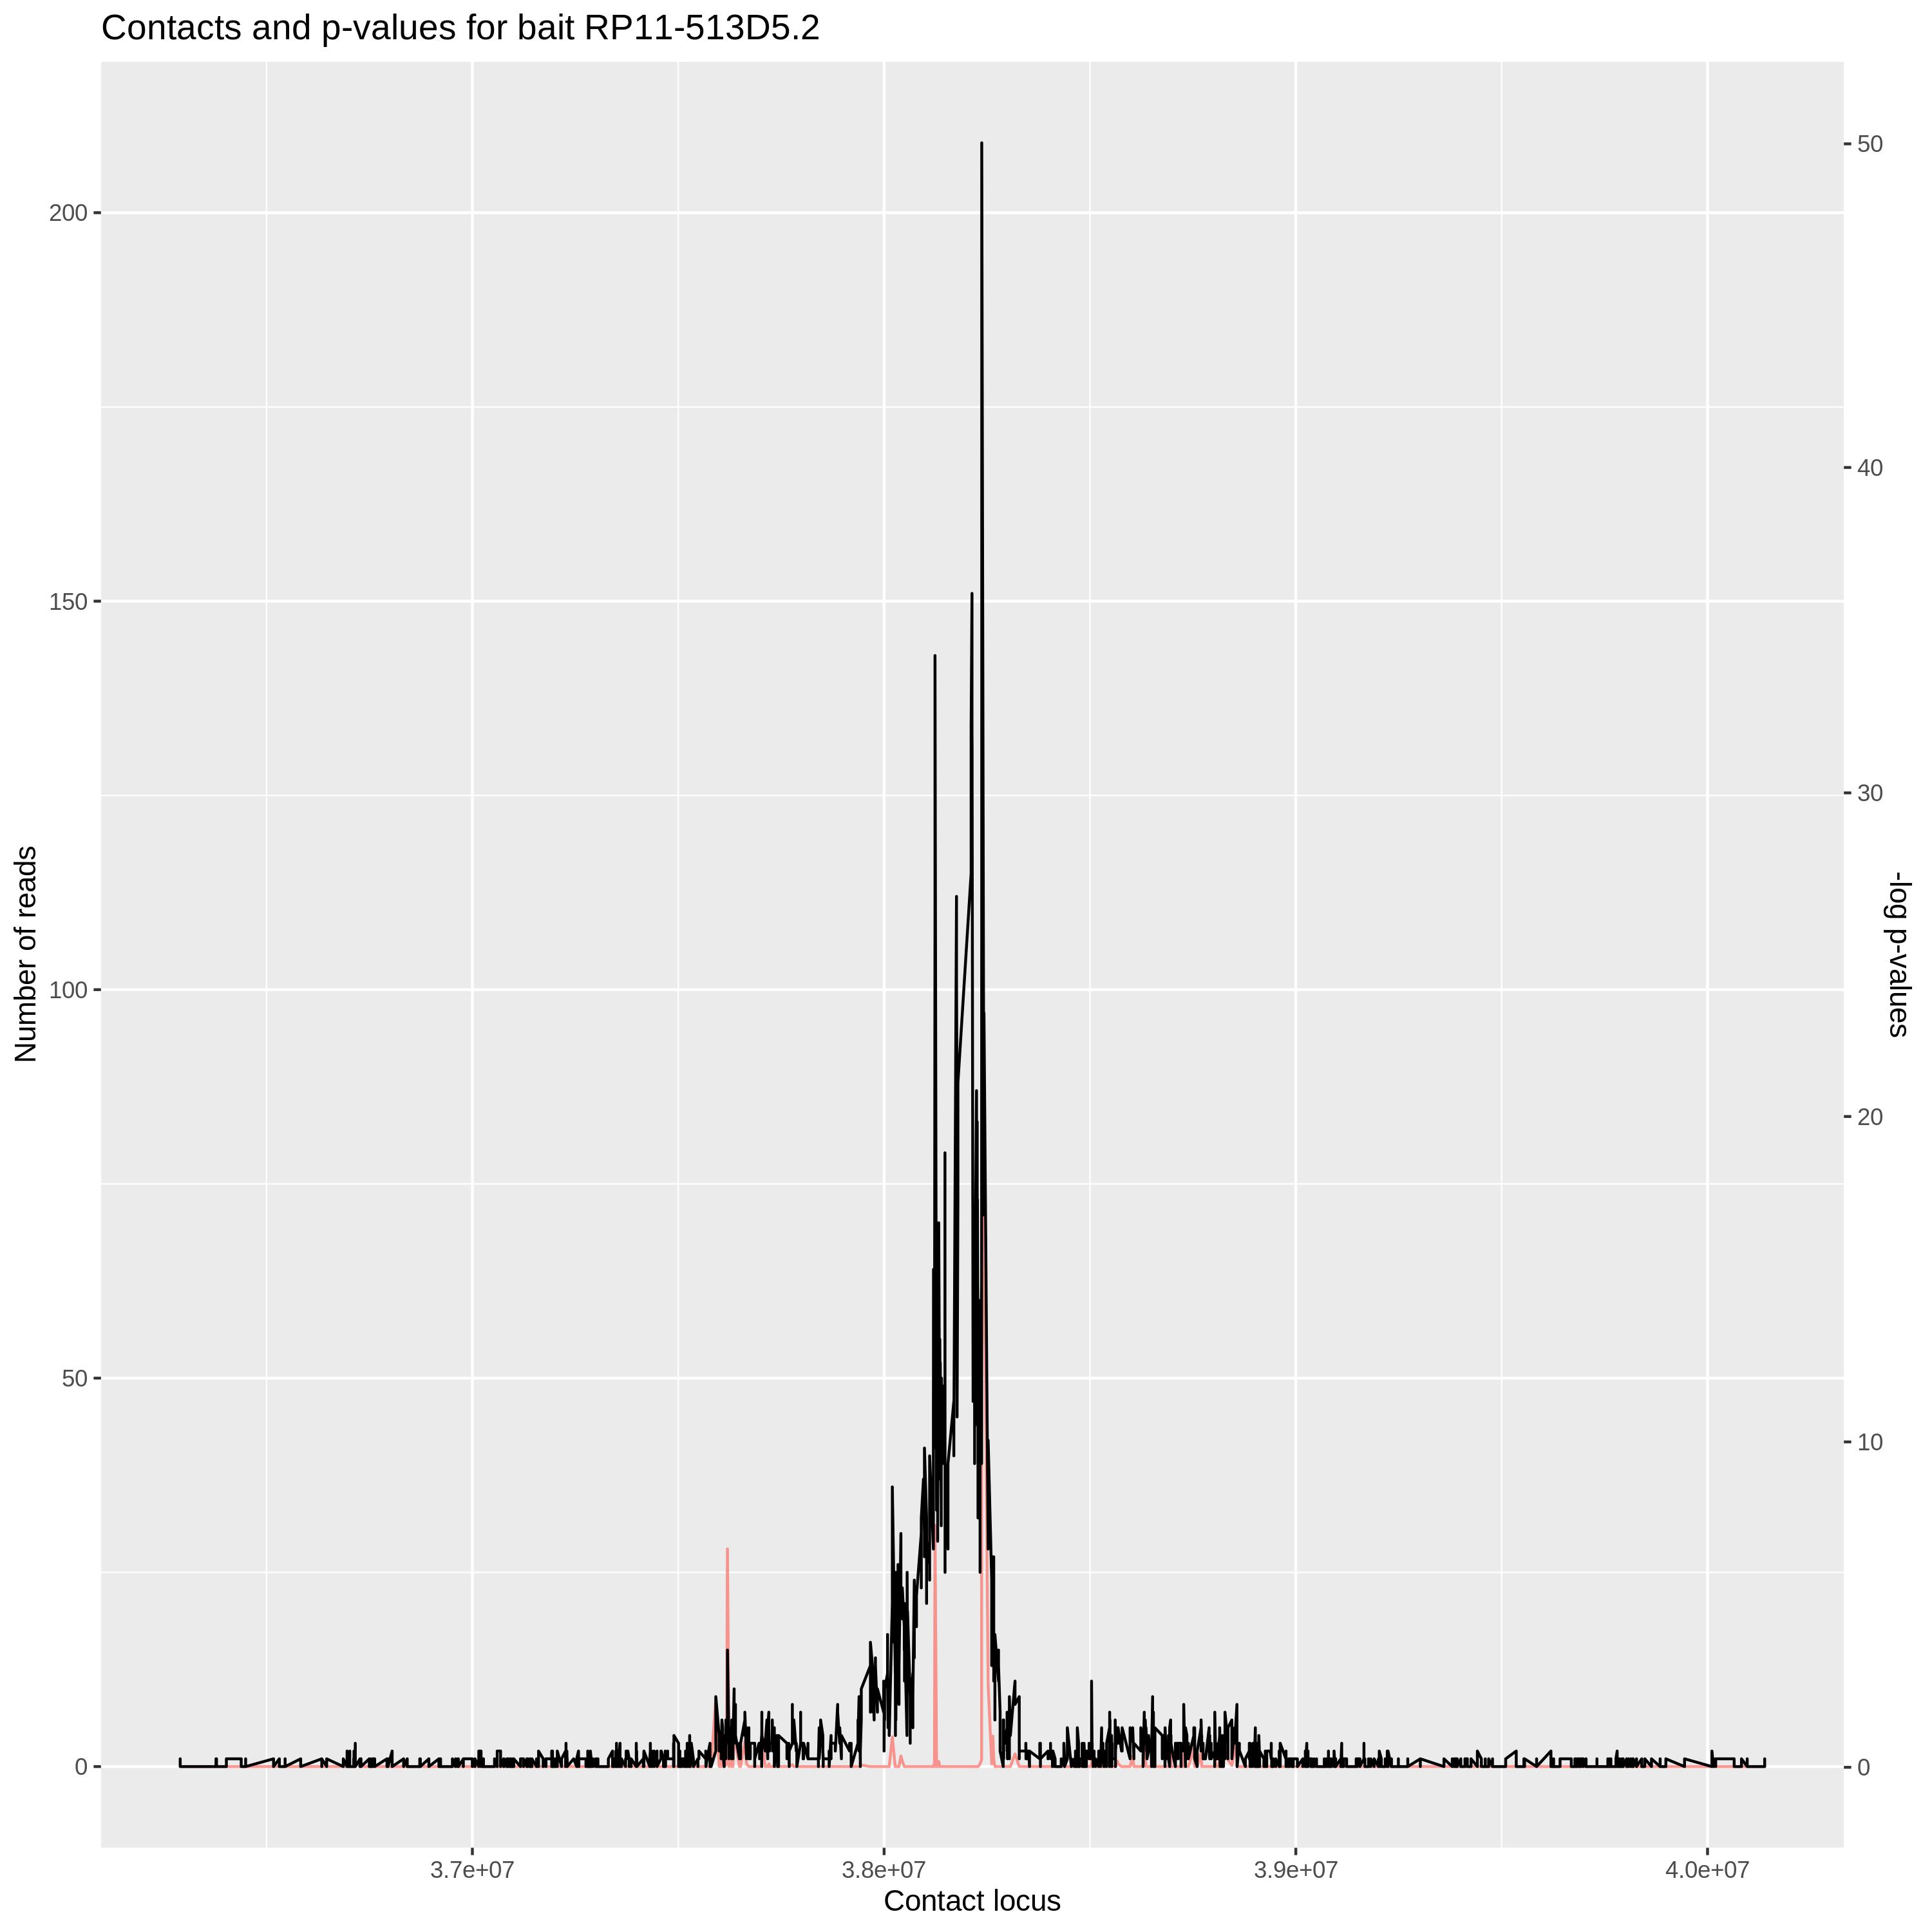 Contacts and p-values for bait RP11-513D5.2
200
150
100
50
0
Number of reads
50
40
30
20
10
0
-log p-values
3.7e+07
3.8e+07
3.9e+07
4.0e+07
Contact locus